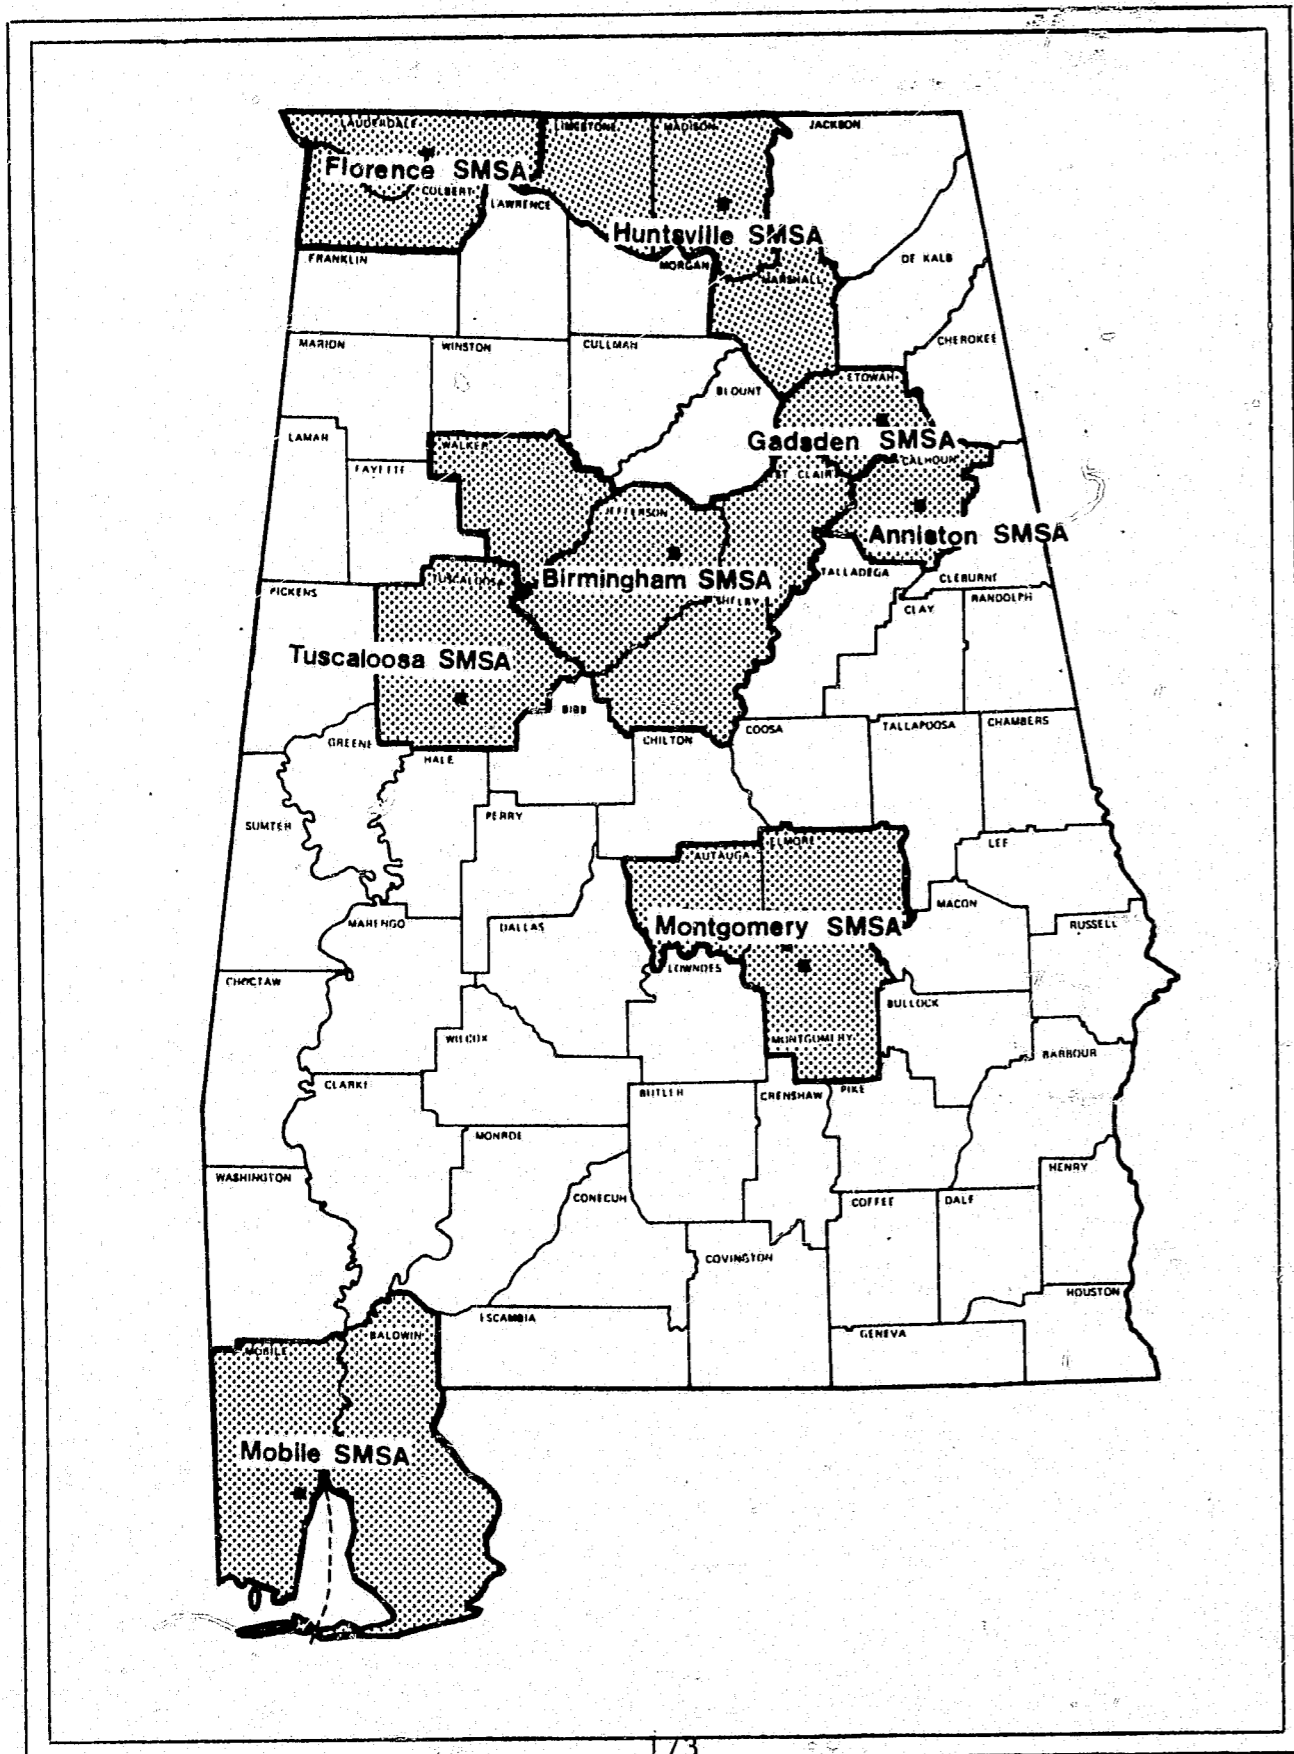 LAUDERDALE
LIMESTONE
MADISON
JACKSON
Florence SMSA
COLBERT
LAWRENCE
Huntsville SMSA
FRANKLIN
MORGAN
MARSHALL
DE KALB
MARION
WINSTON
CULLMAN
CHEROKEE
BLOUNT
ETOWAH
LAMAR
WALKER
Gadsden SMSA
FAYETTE
ST CLAIR
CALHOUN
JEFFERSON
Anniston SMSA
PICKENS
TUSCALOOSA
Birmingham SMSA
TALLADEGA
CLEBURNE
SHELBY
CLAY
RANDOLPH
Tuscaloosa SMSA
BIBB
GREENE
HALE
CHILTON
COOSA
TALLAPOOSA
CHAMBERS
SUMTER
PERRY
AUTAUGA
ELMORE
LEE
MARENGO
DALLAS
Montgomery SMSA
MACON
RUSSELL
CHOCTAW
LOWNDES
BULLOCK
WILCOX
MONTGOMERY
BARBOUR
CLARKE
BUTLER
CRENSHAW
PIKE
MONROE
WASHINGTON
CONECUH
COFFEE
DALE
HENRY
COVINGTON
HOUSTON
ESCAMBIA
GENEVA
MOBILE
BALDWIN
Mobile SMSA
173